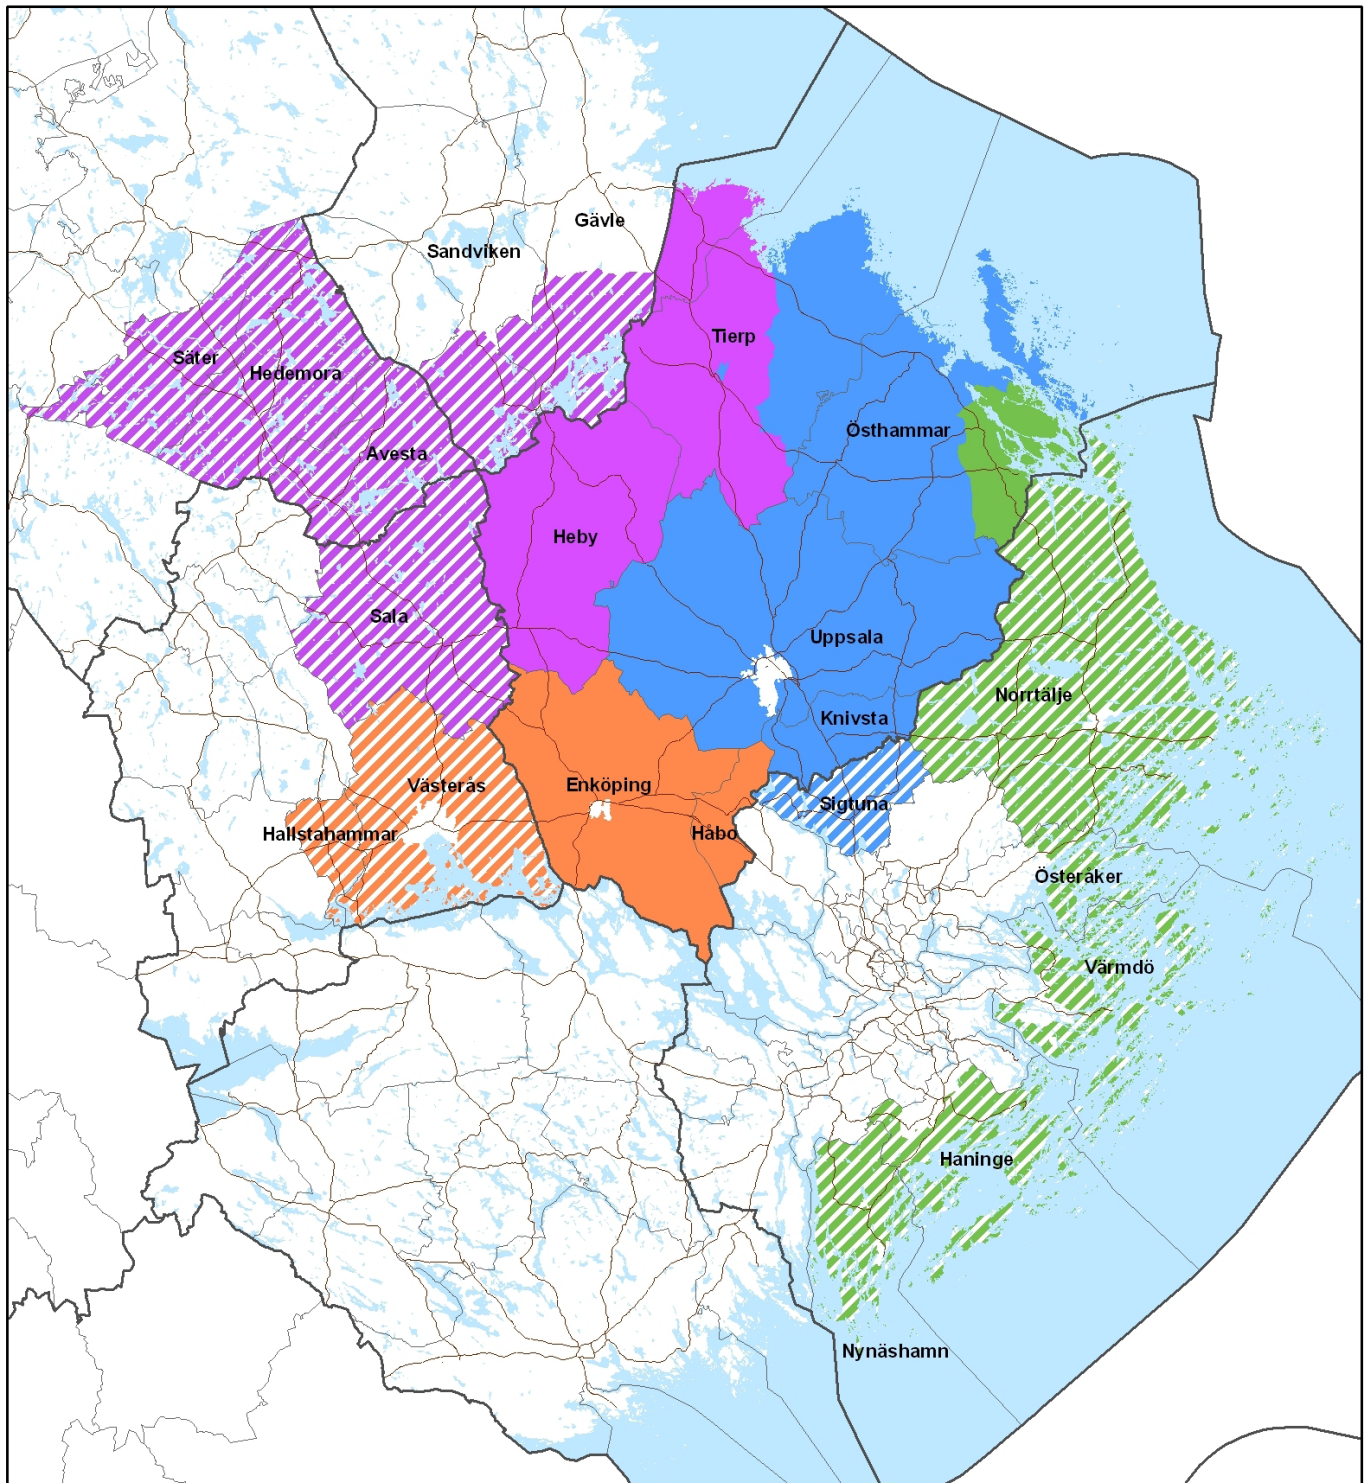 Gävle
Sandviken
Tierp
Säter
Hedemora
Östhammar
Avesta
Heby
Sala
Uppsala
Norrtälje
Knivsta
Västerås
Enköping
Sigtuna
Hallstahammar
Håbo
Österåker
Värmdö
Haninge
Nynäshamn